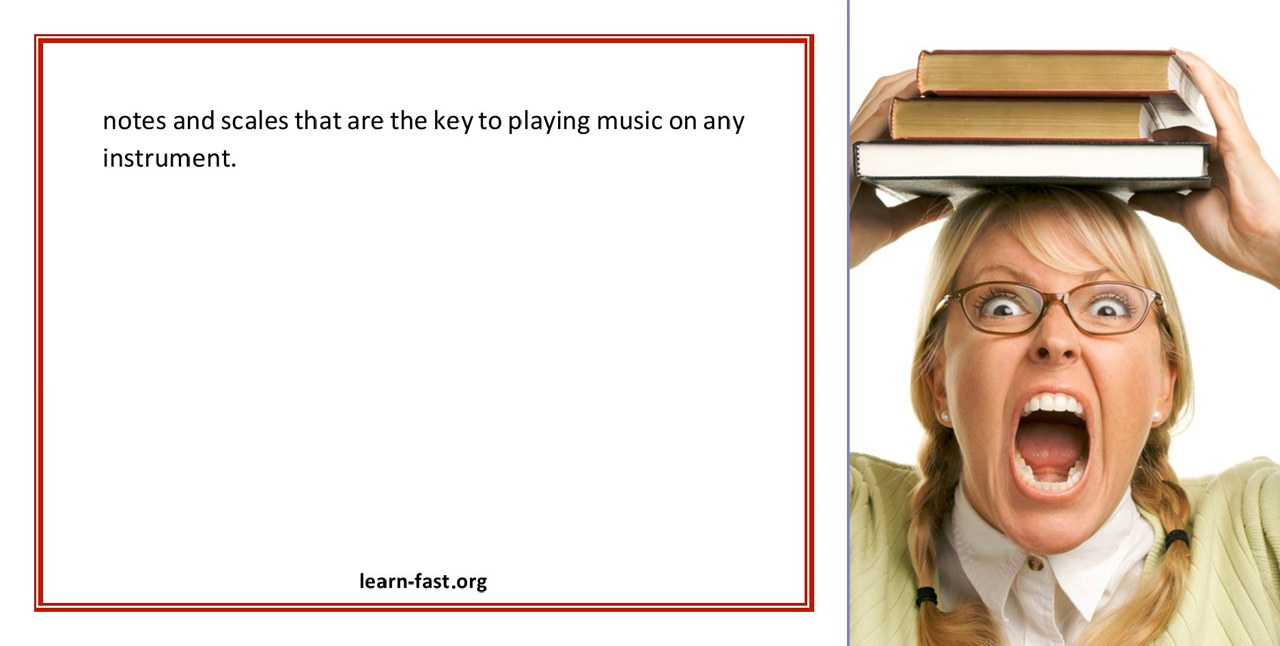 notes and scales that are the key to playing music on any
instrument.
learn-fast.org